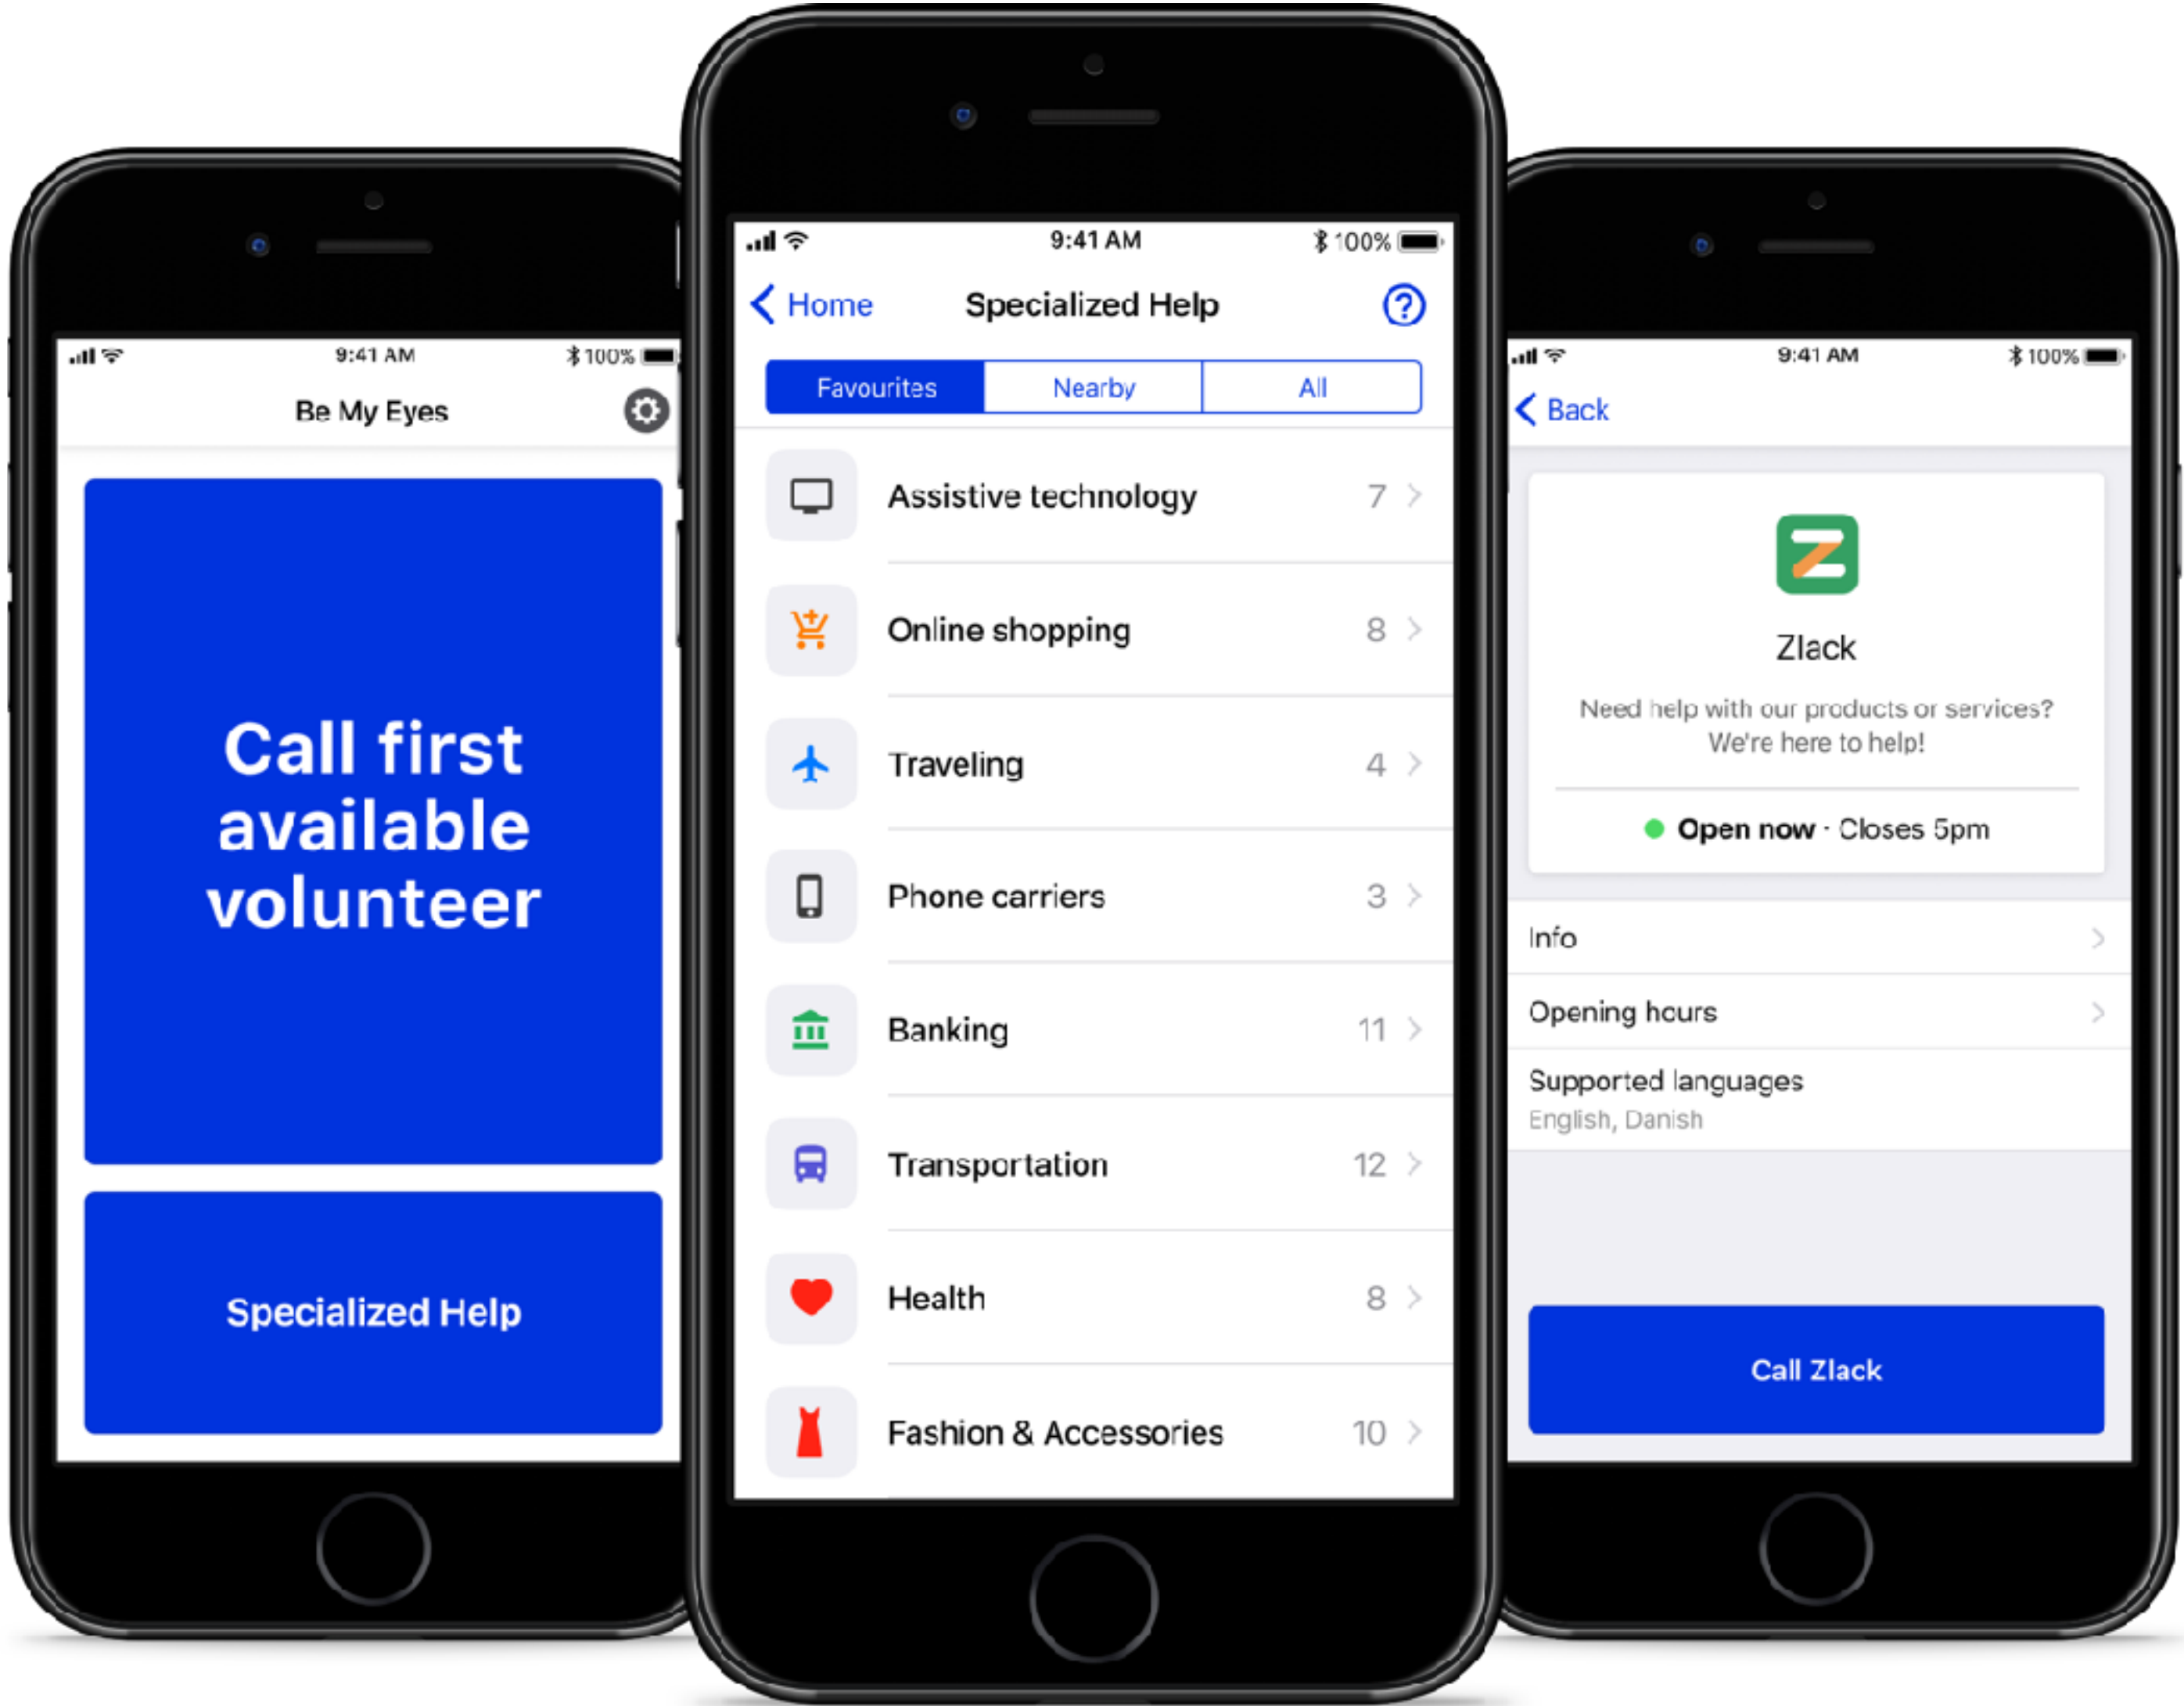 9:41 AM
100%
Be My Eyes
Call first
available
volunteer
Specialized Help
9:41 AM
100%
Home
Specialized Help
?
Favourites
Nearby
All
Assistive technology 7
Online shopping 8
Traveling 4
Phone carriers 3
Banking 11
Transportation 12
Health 8
Fashion & Accessories 10
9:41 AM
100%
Back
Z
Zlack
Need help with our products or services?
We're here to help!
Open now · Closes 5pm
Info
Opening hours
Supported languages
English, Danish
Call Zlack